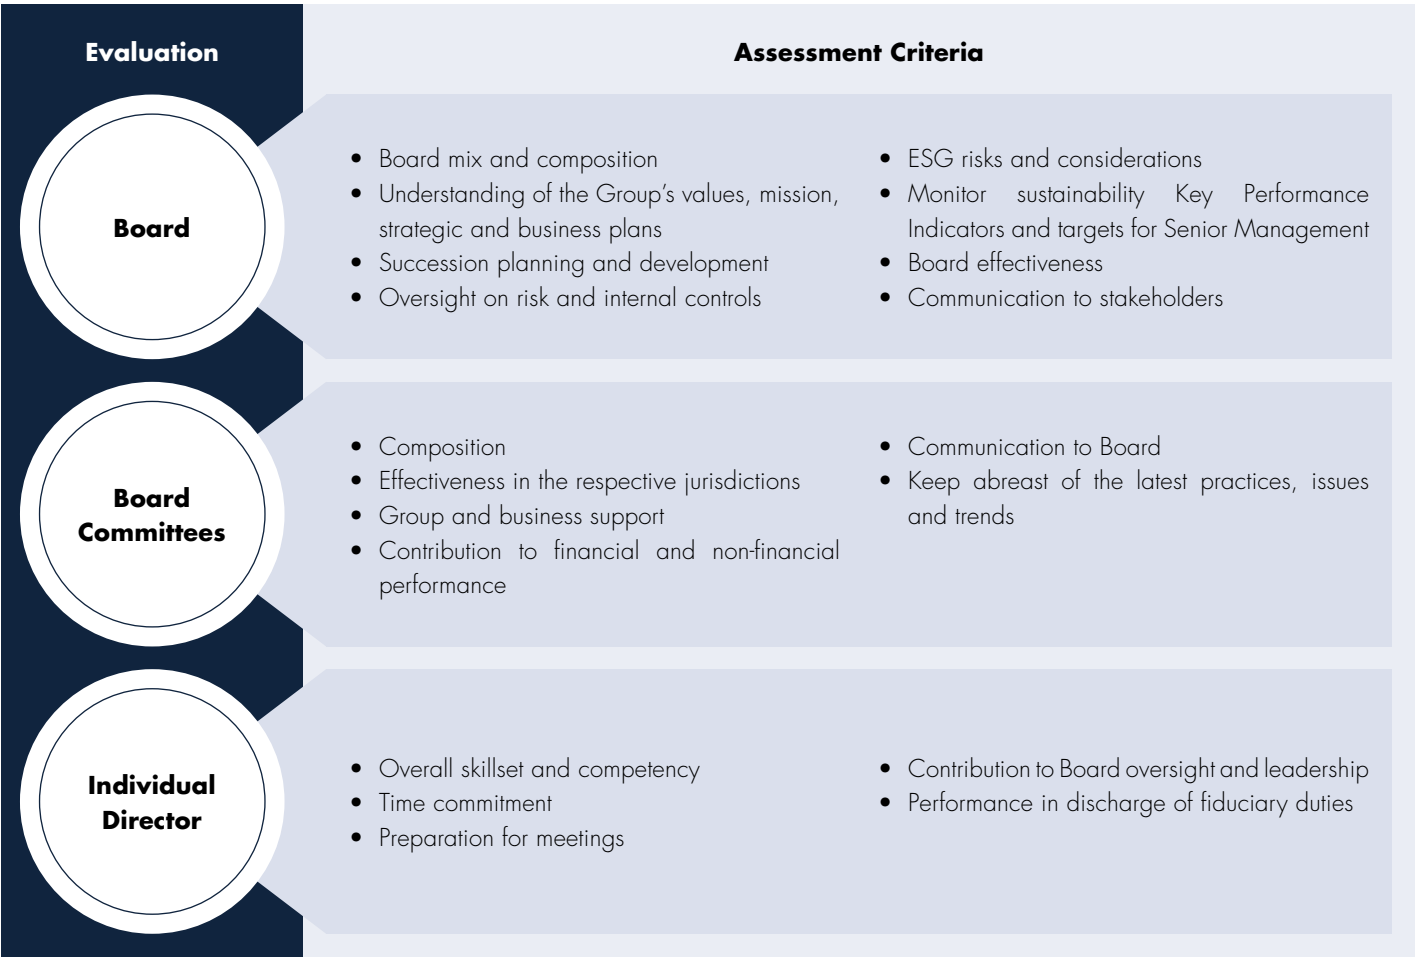 Evaluation
Assessment Criteria
Board
• Board mix and composition
• Understanding of the Group's values, mission,
strategic and business plans
• Succession planning and development
• Oversight on risk and internal controls
• ESG risks and considerations
• Monitor sustainability Key Performance
Indicators and targets for Senior Management
• Board effectiveness
• Communication to stakeholders
Board
Committees
• Composition
• Effectiveness in the respective jurisdictions
• Group and business support
• Contribution to financial and non-financial
performance
• Communication to Board
• Keep abreast of the latest practices, issues
and trends
Individual
Director
• Overall skillset and competency
• Time commitment
• Preparation for meetings
• Contribution to Board oversight and leadership
• Performance in discharge of fiduciary duties